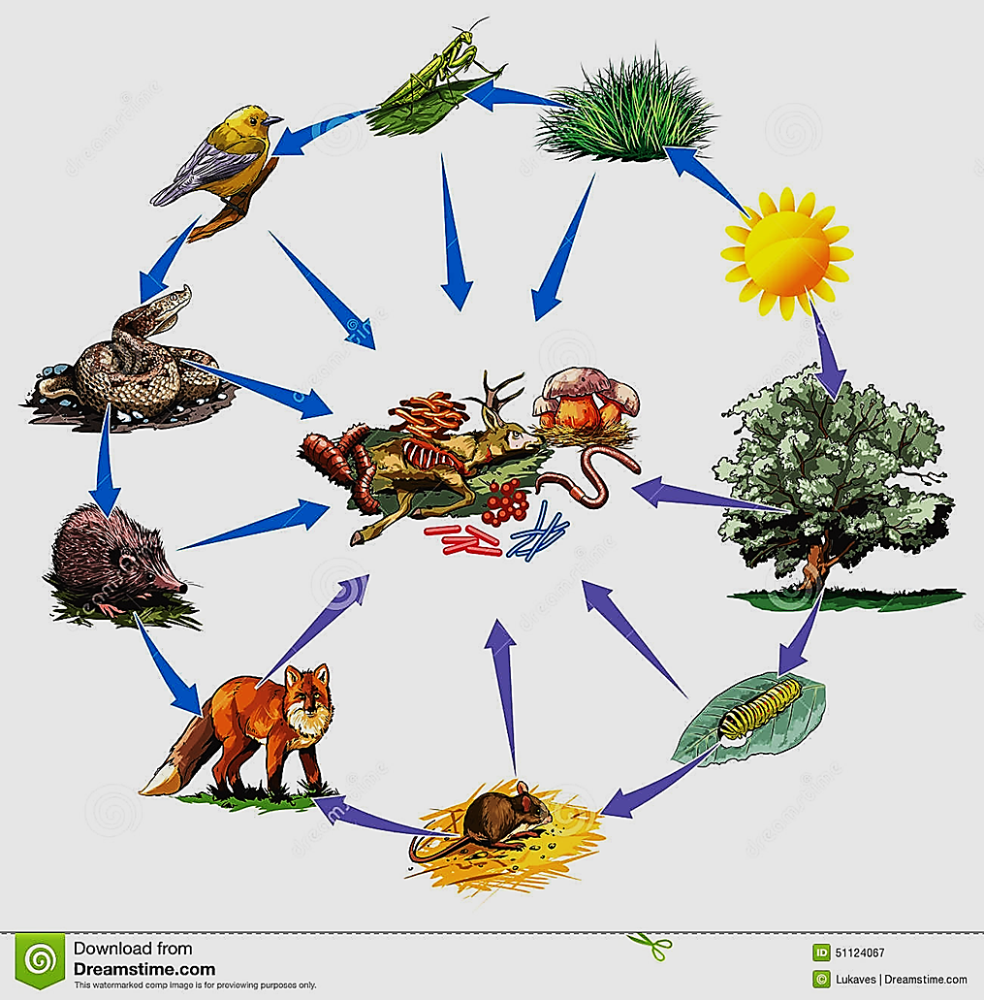 Download from
Dreamstime.com
This watermarked comp image is for previewing purposes only.
ID 51124067
© Lukaves | Dreamstime.com